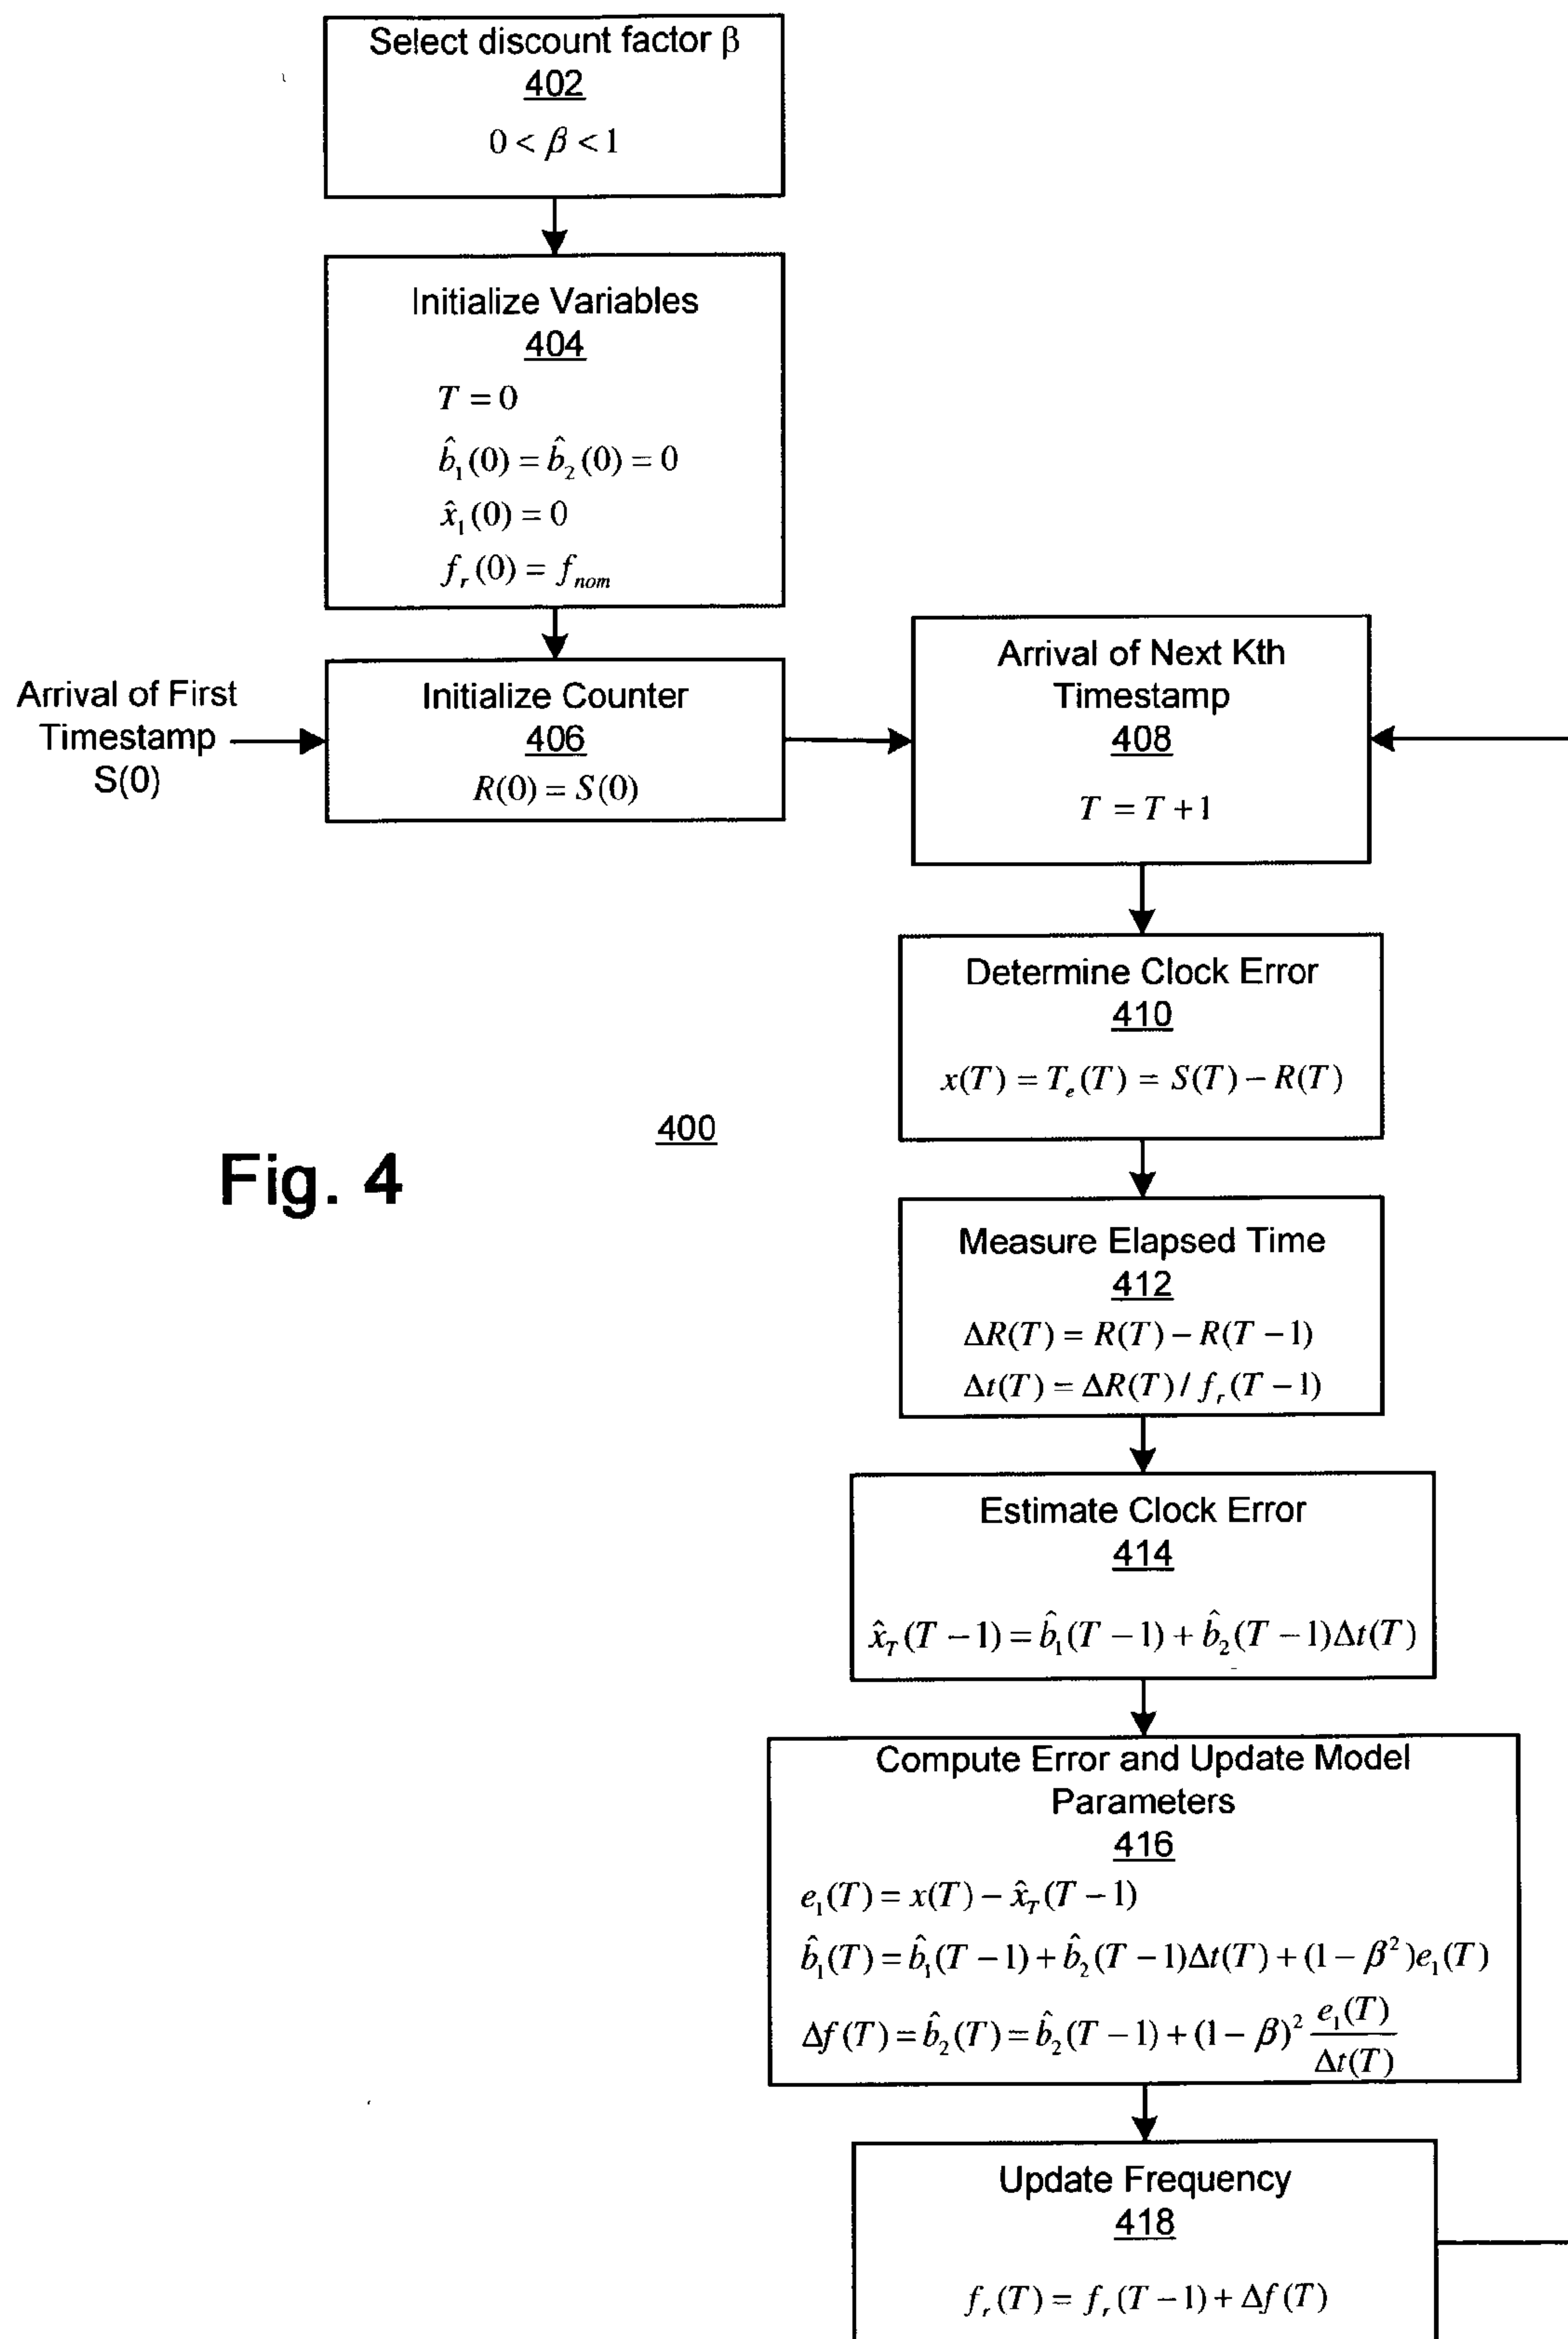 Select discount factor β
402
0 < β < 1
Initialize Variables
404
T = 0
b̂₁(0) = b̂₂(0) = 0
x̂₁(0) = 0
fᵣ(0) = f_nom
Arrival of First
Timestamp
S(0)
Initialize Counter
406
R(0) = S(0)
Arrival of Next Kth
Timestamp
408
T = T + 1
Determine Clock Error
410
x(T) = Tₑ(T) = S(T) − R(T)
400
Fig. 4
Measure Elapsed Time
412
ΔR(T) = R(T) − R(T − 1)
Δt(T) = ΔR(T) / fᵣ(T − 1)
Estimate Clock Error
414
x̂_T(T − 1) = b̂₁(T − 1) + b̂₂(T − 1)Δt(T)
Compute Error and Update Model
Parameters
416
e₁(T) = x(T) − x̂_T(T − 1)
b̂₁(T) = b̂₁(T − 1) + b̂₂(T − 1)Δt(T) + (1 − β²)e₁(T)
Δf(T) = b̂₂(T) = b̂₂(T − 1) + (1 − β)² e₁(T) / Δt(T)
Update Frequency
418
fᵣ(T) = fᵣ(T − 1) + Δf(T)